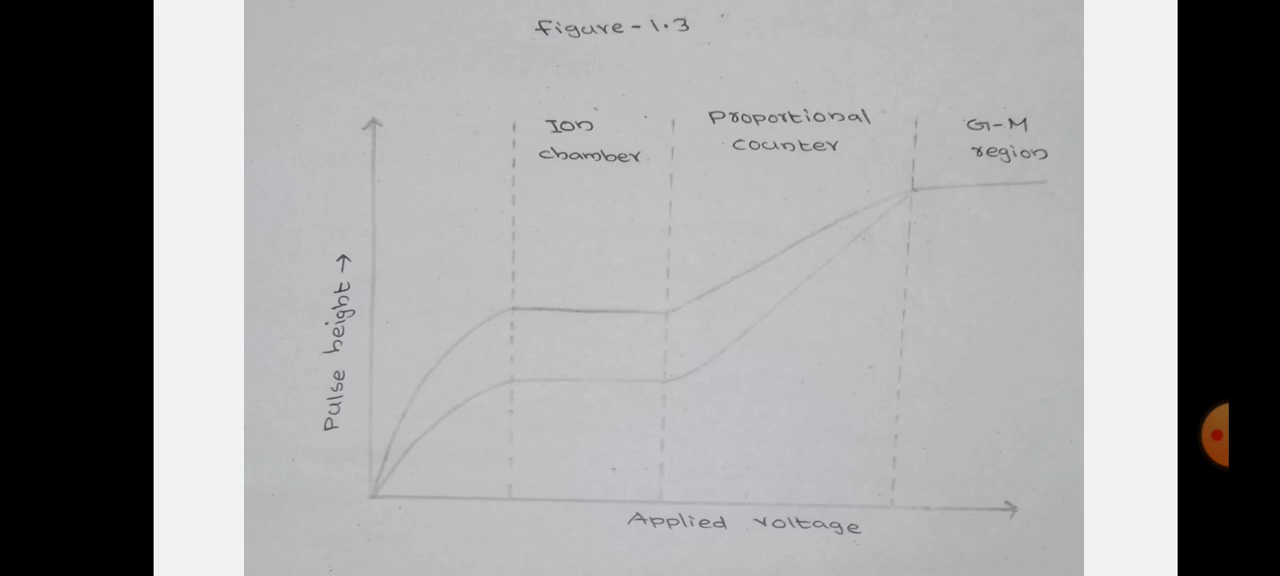 Figure - 1.3
Ion
chamber
Proportional
counter
G-M
region
Pulse height →
Applied voltage